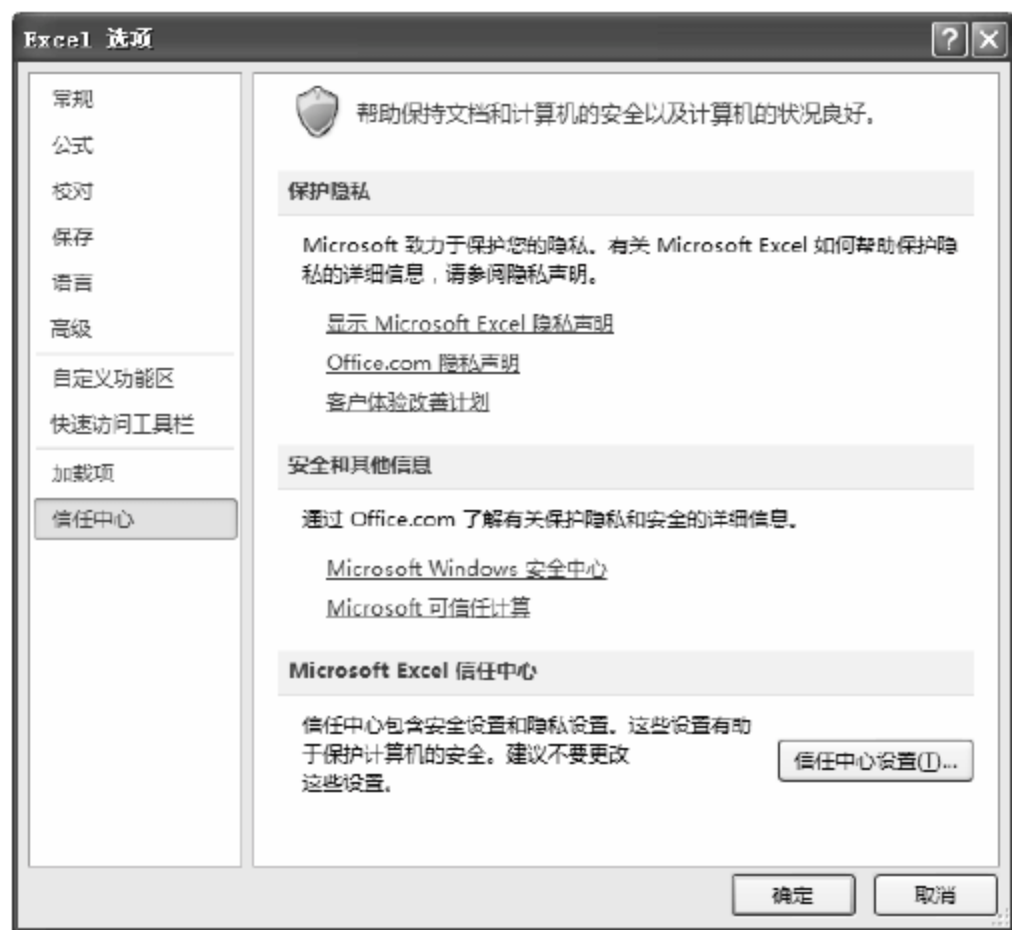 Excel 选项
常规
公式
校对
保存
语言
高级
自定义功能区
快速访问工具栏
加载项
信任中心
帮助保持文档和计算机的安全以及计算机的状况良好。
保护隐私
Microsoft 致力于保护您的隐私。有关 Microsoft Excel 如何帮助保护隐
私的详细信息，请参阅隐私声明。
显示 Microsoft Excel 隐私声明
Office.com 隐私声明
客户体验改善计划
安全和其他信息
通过 Office.com 了解有关保护隐私和安全的详细信息。
Microsoft Windows 安全中心
Microsoft 可信任计算
Microsoft Excel 信任中心
信任中心包含安全设置和隐私设置。这些设置有助
于保护计算机的安全。建议不要更改
这些设置。
信任中心设置(T)...
确定
取消